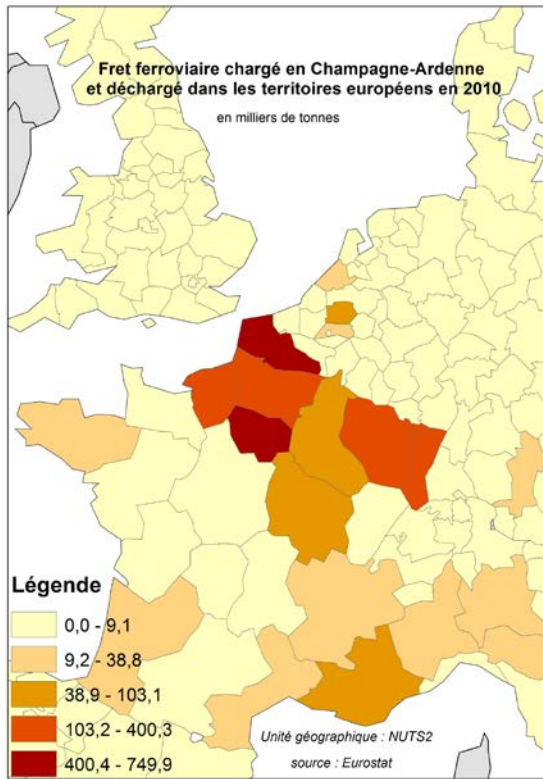 Fret ferroviaire chargé en Champagne-Ardenne
et déchargé dans les territoires européens en 2010
en milliers de tonnes
Légende
0,0 - 9,1
9,2 - 38,8
38,9 - 103,1
103,2 - 400,3
400,4 - 749,9
Unité géographique : NUTS2
source : Eurostat